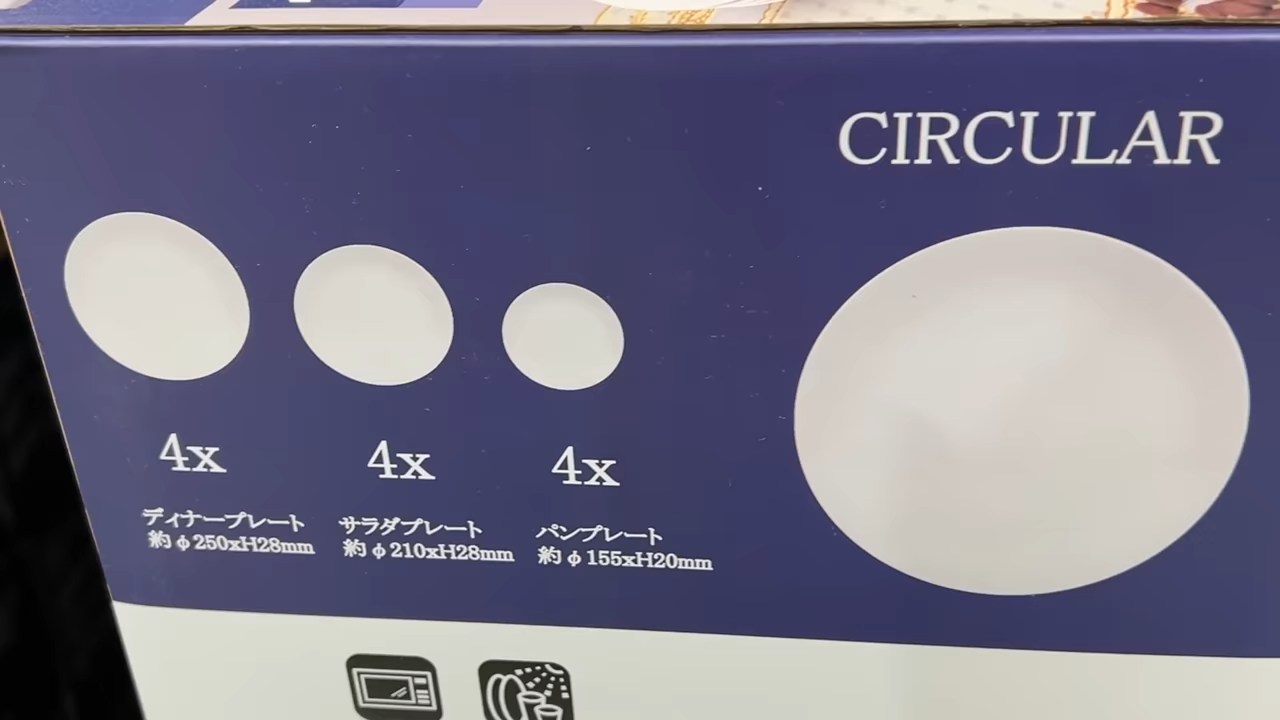 CIRCULAR
4x
ディナープレート
約φ250xH28mm
4x
サラダプレート
約φ210xH28mm
4x
パンプレート
約φ155xH20mm